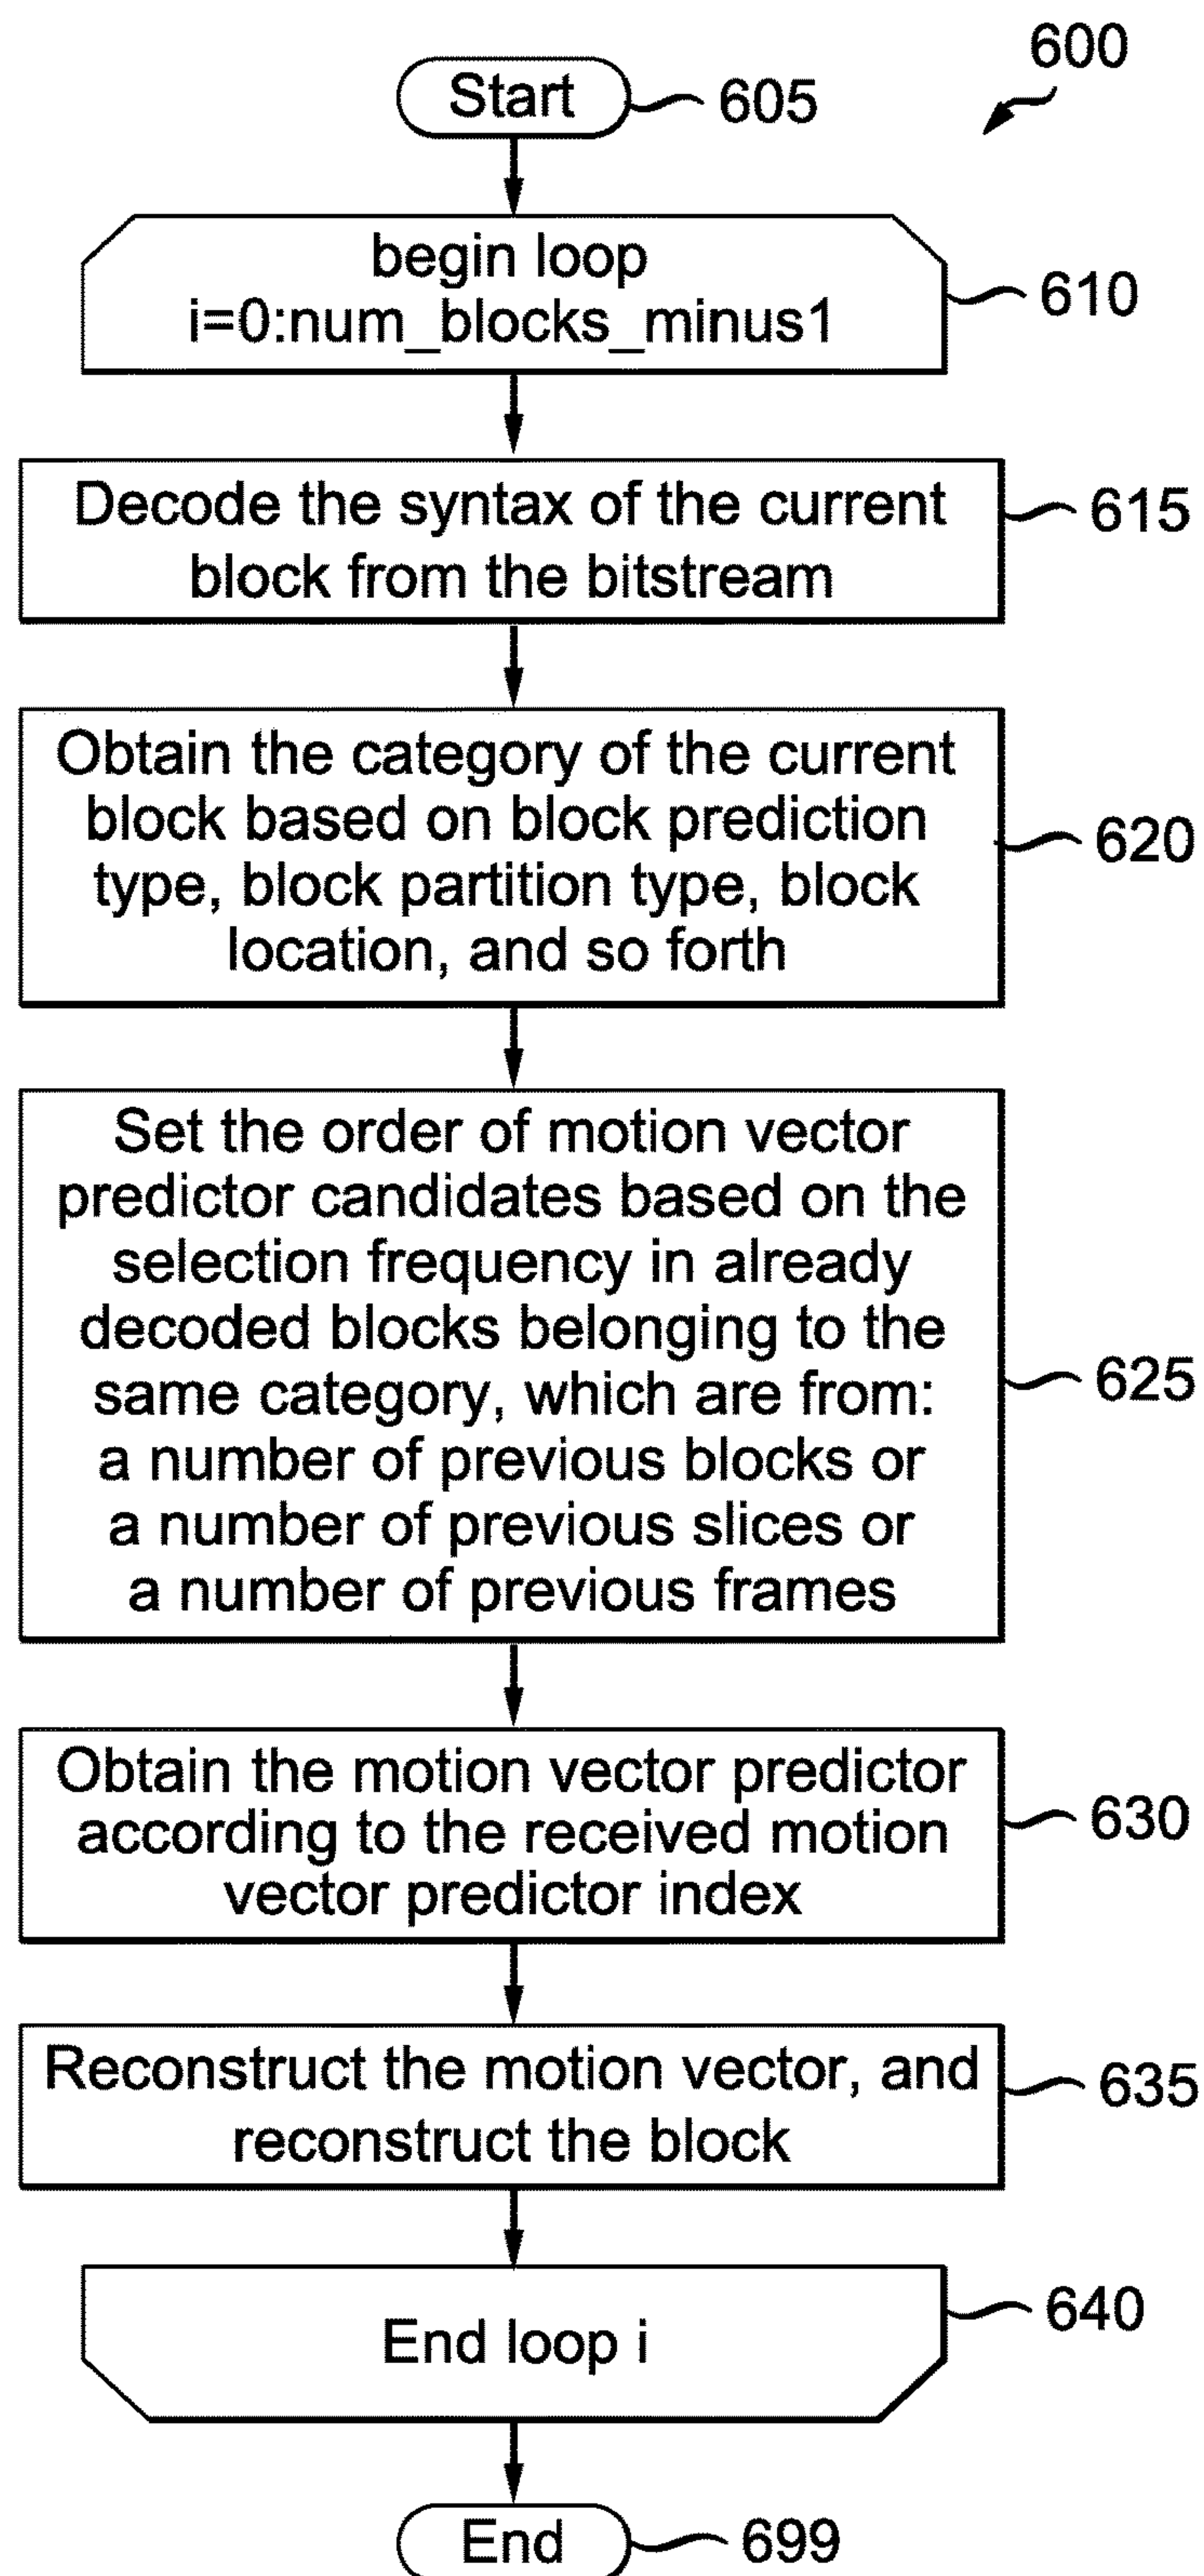 600
Start
605
begin loop
i=0:num_blocks_minus1
610
Decode the syntax of the current
block from the bitstream
615
Obtain the category of the current
block based on block prediction
type, block partition type, block
location, and so forth
620
Set the order of motion vector
predictor candidates based on the
selection frequency in already
decoded blocks belonging to the
same category, which are from:
a number of previous blocks or
a number of previous slices or
a number of previous frames
625
Obtain the motion vector predictor
according to the received motion
vector predictor index
630
Reconstruct the motion vector, and
reconstruct the block
635
End loop i
640
End
699